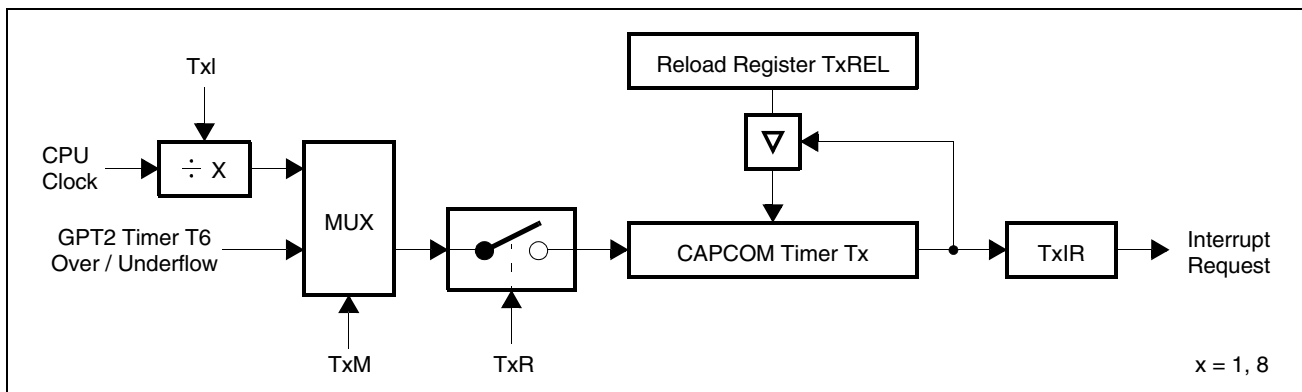 TxI
Reload Register TxREL
CPU
Clock
÷ X
MUX
GPT2 Timer T6
Over / Underflow
CAPCOM Timer Tx
TxIR
Interrupt
Request
TxM
TxR
x = 1, 8